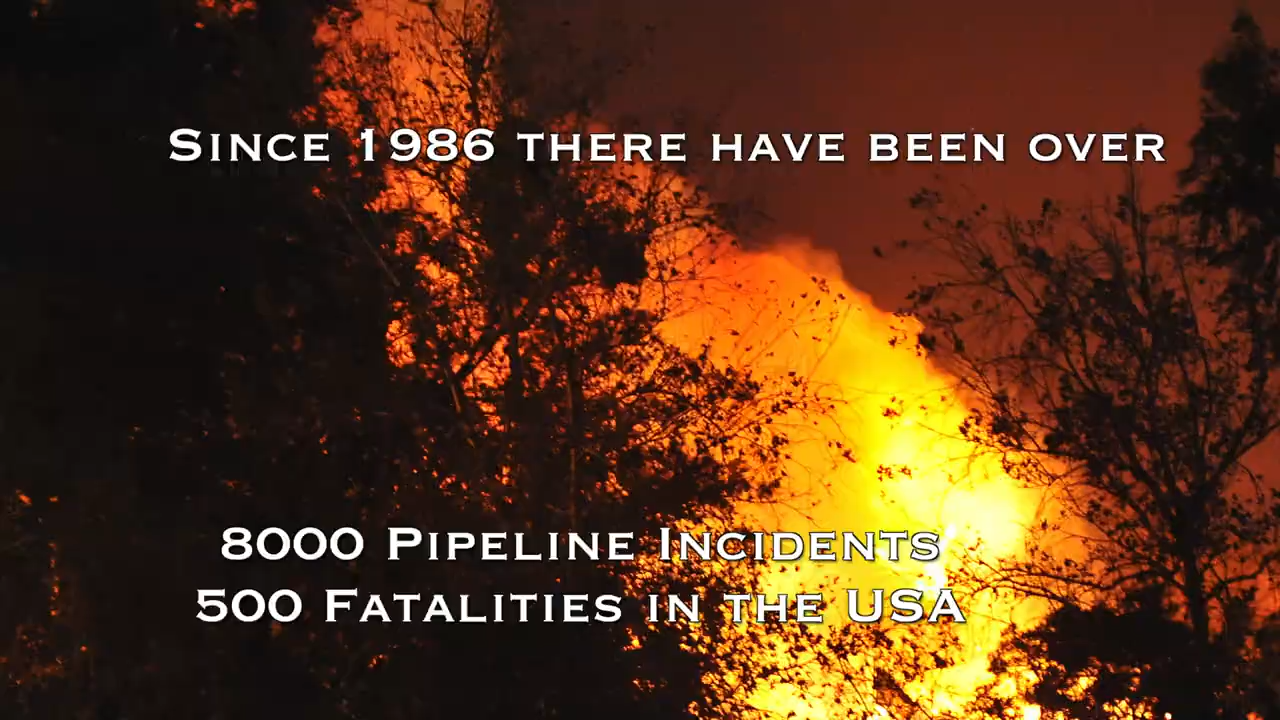 Since 1986 there have been over
8000 Pipeline Incidents
500 Fatalities in the USA